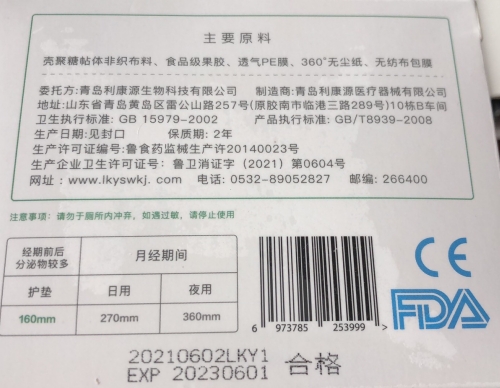 主要原料
壳聚糖帖体非织布料、食品级果胶、透气PE膜、360°无尘纸、无纺布包膜
委托方:青岛利康源生物科技有限公司 制造商:青岛利康源医疗器械有限公司
地址:山东省青岛黄岛区雷公山路257号(原胶南市临港三路289号)10栋B车间
卫生执行标准: GB 15979-2002 产品执行标准: GB/T8939-2008
生产日期:见封口 保质期: 2年
生产许可证编号:鲁食药监械生产许20140023号
生产企业卫生许可证号: 鲁卫消证字 (2021) 第0604号
网址: www.lkyswkj. com 电话: 0532-89052827 邮编: 266400
注意事项: 请勿于厕所内冲弃, 如遇过敏, 请停止使用
经期前后 分泌物较多 月经期间
护垫 日用 夜用
160mm 270mm 360mm
6 973785 253999 >
CE
FDA
20210602LKY1 合格
EXP 20230601